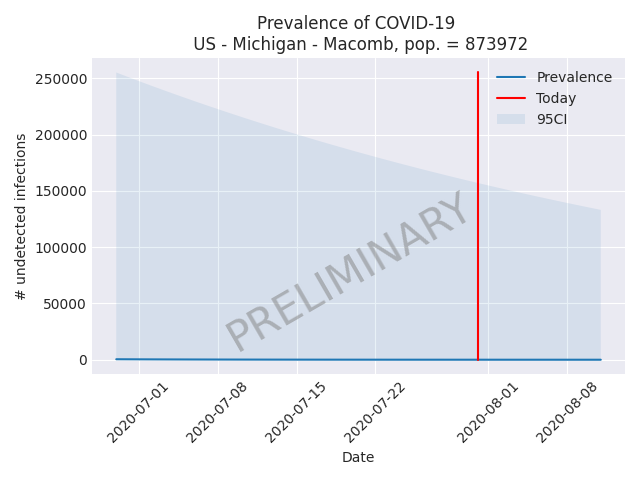 Prevalence of COVID-19
US - Michigan - Macomb, pop. = 873972
Prevalence
Today
95CI
# undetected infections
250000
200000
150000
100000
50000
0
PRELIMINARY
2020-07-01
2020-07-08
2020-07-15
2020-07-22
2020-08-01
2020-08-08
Date